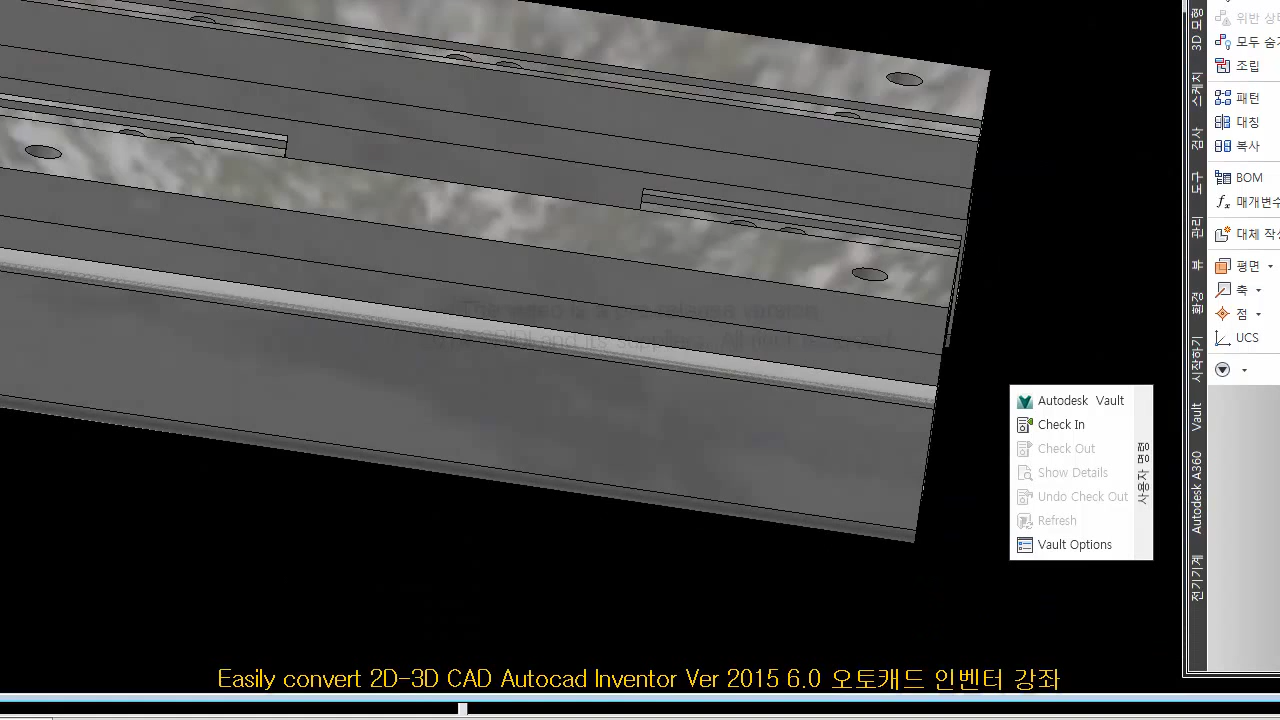 3D 모형
스케치
검사
도구
관리
뷰
환경
시작하기
Vault
Autodesk A360
전기기계
모두 숨기
조립
패턴
대칭
복사
BOM
fx 매개변수
대체 작성
평면
축
점
UCS
Autodesk Vault
Check In
Check Out
Show Details
Undo Check Out
Refresh
Vault Options
사용자 명령
Easily convert 2D-3D CAD Autocad Inventor Ver 2015 6.0 오토캐드 인벤터 강좌